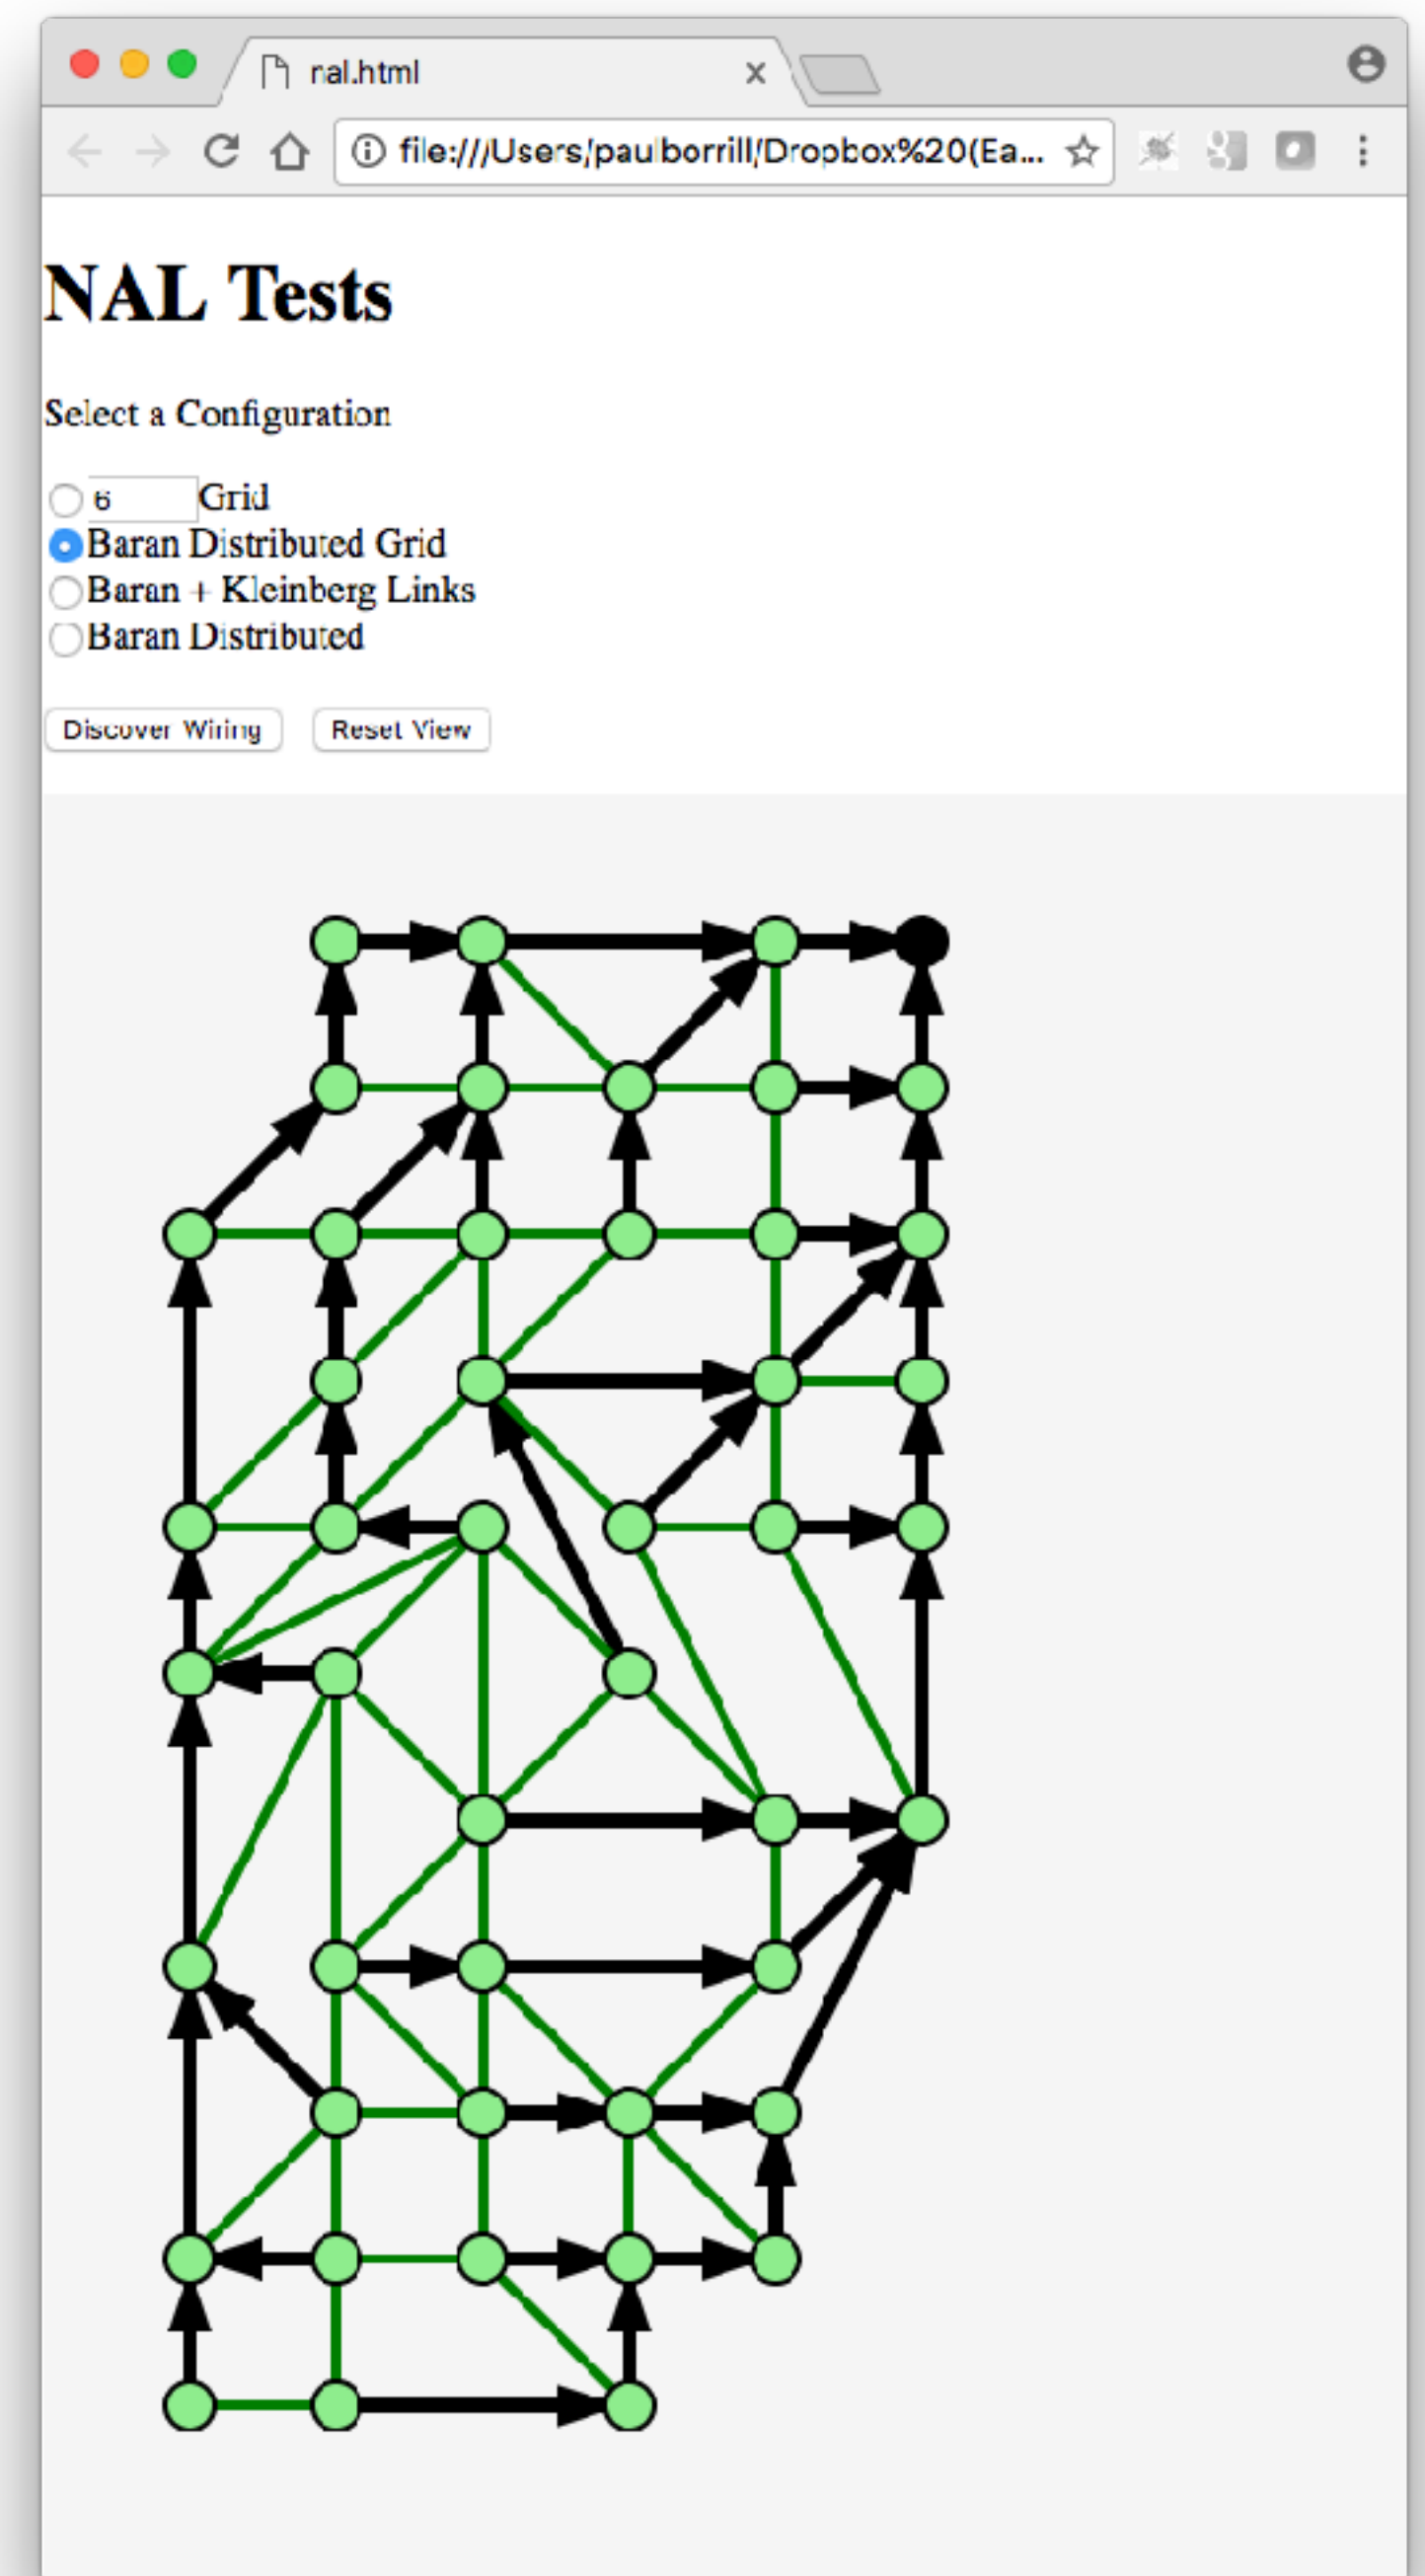 nal.html
file:///Users/paulborrill/Dropbox%20(Ea...
NAL Tests
Select a Configuration
6 Grid
Baran Distributed Grid
Baran + Kleinberg Links
Baran Distributed
Discover Wiring Reset View